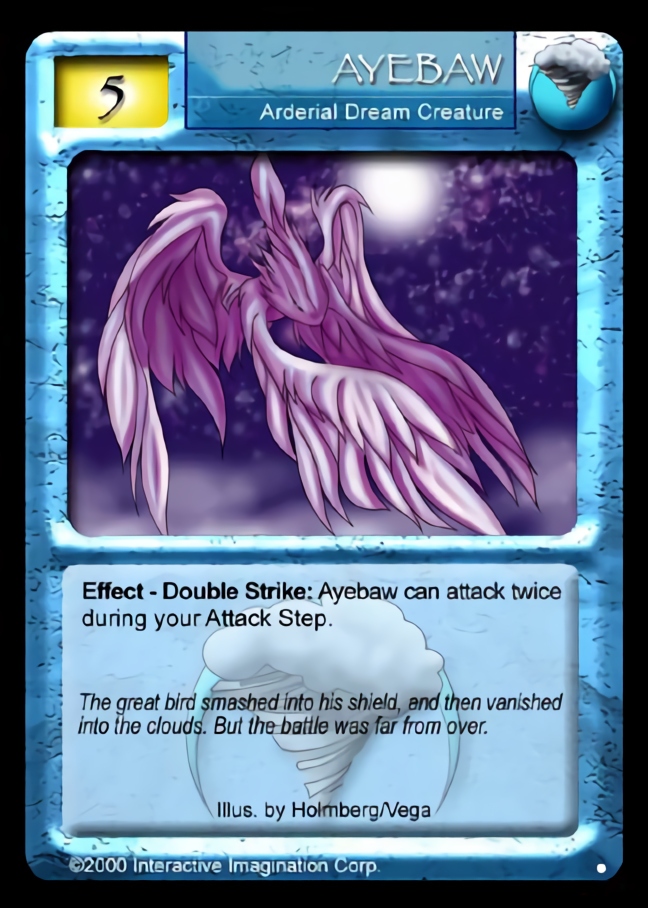 5
AYEBAW
Arderial Dream Creature
Effect - Double Strike: Ayebaw can attack twice
during your Attack Step.
The great bird smashed into his shield, and then vanished
into the clouds. But the battle was far from over.
Illus. by Holmberg/Vega
©2000 Interactive Imagination Corp.